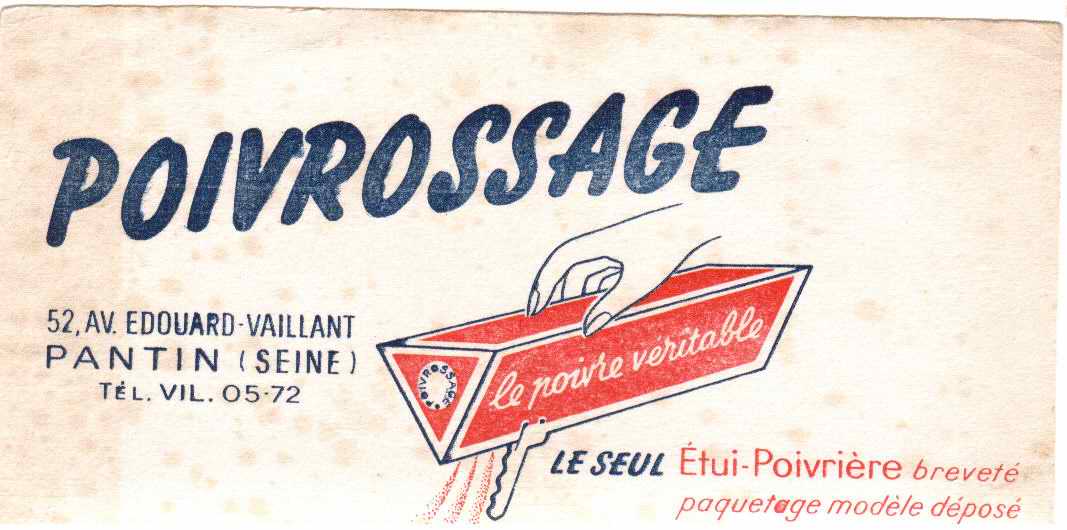 POIVROSSAGE
52, AV. EDOUARD-VAILLANT
PANTIN (SEINE)
TÉL. VIL. 05-72
POIVROSSAGE
le poivre véritable
LE SEUL Étui-Poivrière breveté
paquetage modèle déposé